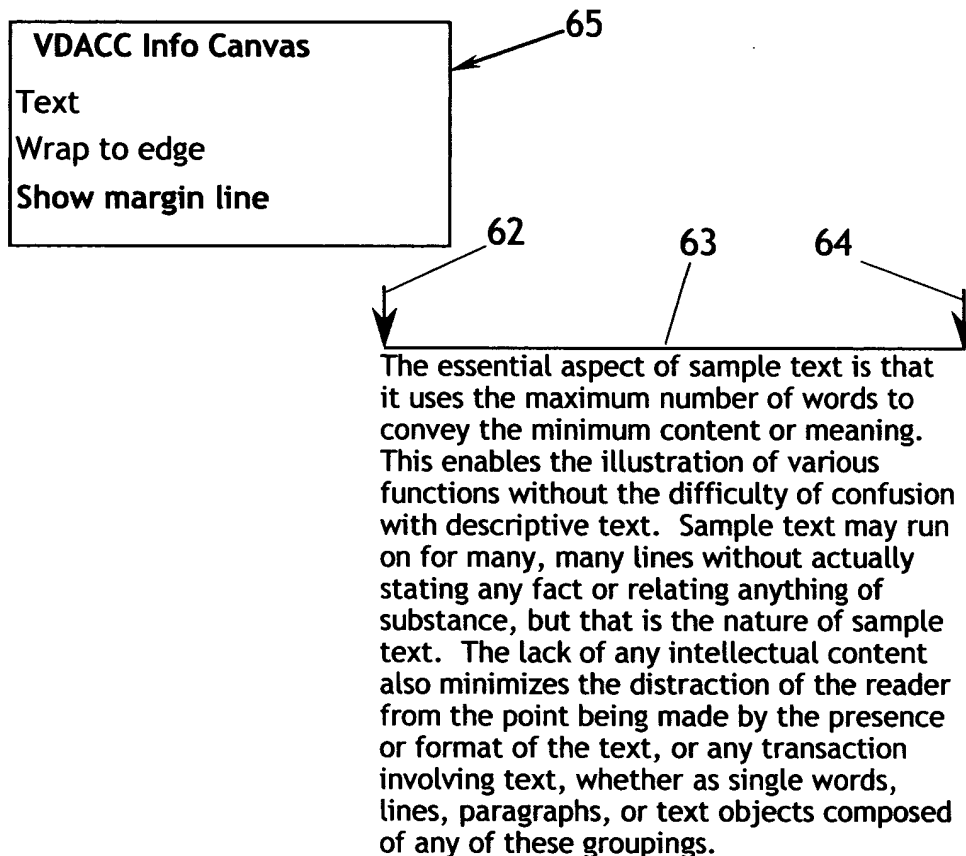 65
VDACC Info Canvas
Text
Wrap to edge
Show margin line
62
63
64
The essential aspect of sample text is that
it uses the maximum number of words to
convey the minimum content or meaning.
This enables the illustration of various
functions without the difficulty of confusion
with descriptive text.  Sample text may run
on for many, many lines without actually
stating any fact or relating anything of
substance, but that is the nature of sample
text.  The lack of any intellectual content
also minimizes the distraction of the reader
from the point being made by the presence
or format of the text, or any transaction
involving text, whether as single words,
lines, paragraphs, or text objects composed
of any of these groupings.